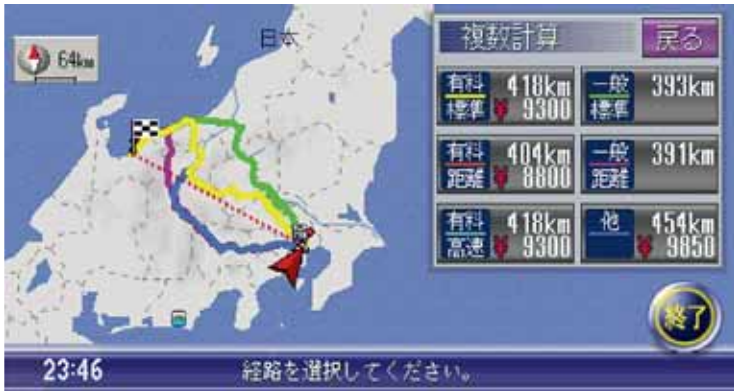 64km
日本
複数計算
戻る
有料 標準 418km ¥9300
一般 標準 393km
有料 距離 404km ¥8800
一般 距離 391km
有料 高速 418km ¥9300
他 454km ¥9850
終了
23:46
経路を選択してください。